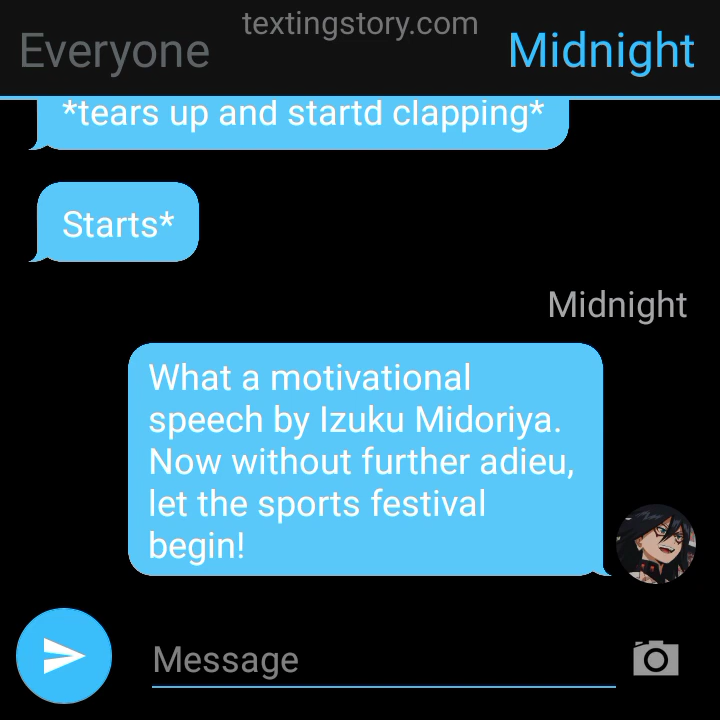 textingstory.com
Everyone
Midnight
*tears up and startd clapping*
Starts*
Midnight
What a motivational
speech by Izuku Midoriya.
Now without further adieu,
let the sports festival
begin!
Message